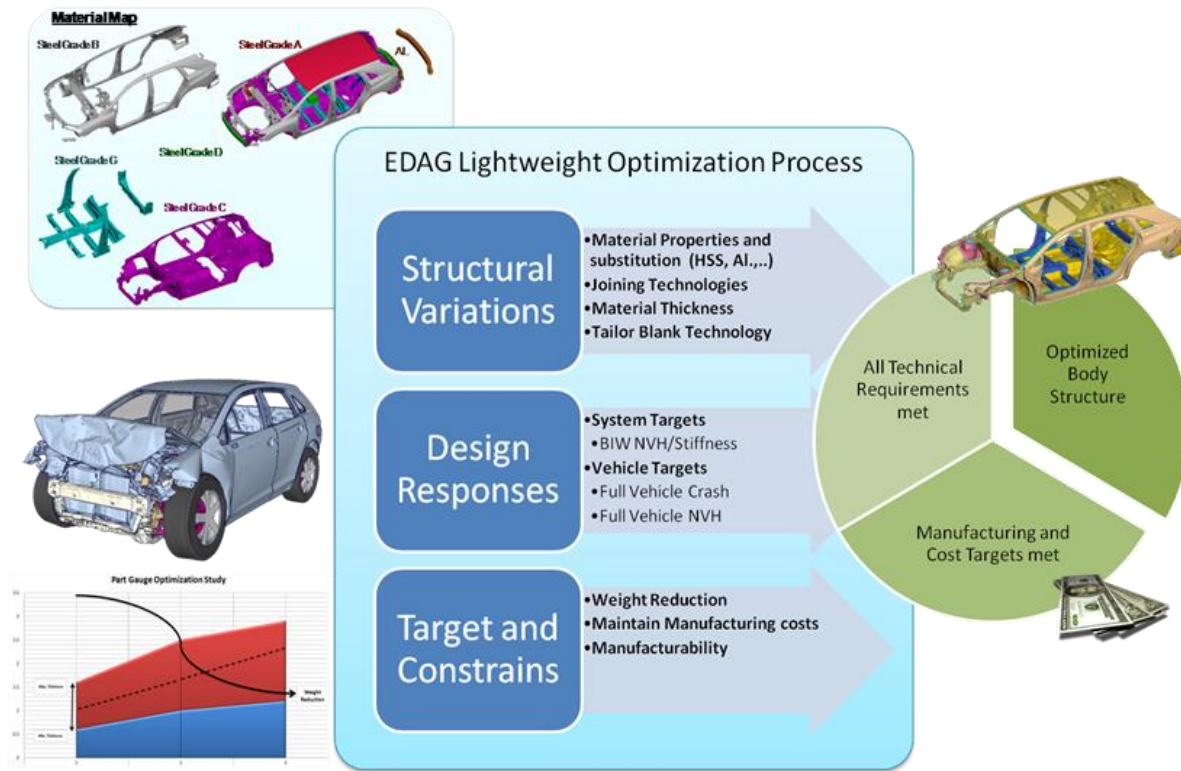 Material Map
Steel Grade B
Steel Grade A
AL
Steel Grade D
Steel Grade G
Steel Grade C
EDAG Lightweight Optimization Process
Structural
Variations
•Material Properties and
substitution (HSS, Al.,..)
•Joining Technologies
•Material Thickness
•Tailor Blank Technology
Design
Responses
•System Targets
•BIW NVH/Stiffness
•Vehicle Targets
•Full Vehicle Crash
•Full Vehicle NVH
Target and
Constrains
•Weight Reduction
•Maintain Manufacturing costs
•Manufacturability
All Technical
Requirements
met
Optimized
Body
Structure
Manufacturing and
Cost Targets met
Part Gauge Optimization Study
Weight
Reduction